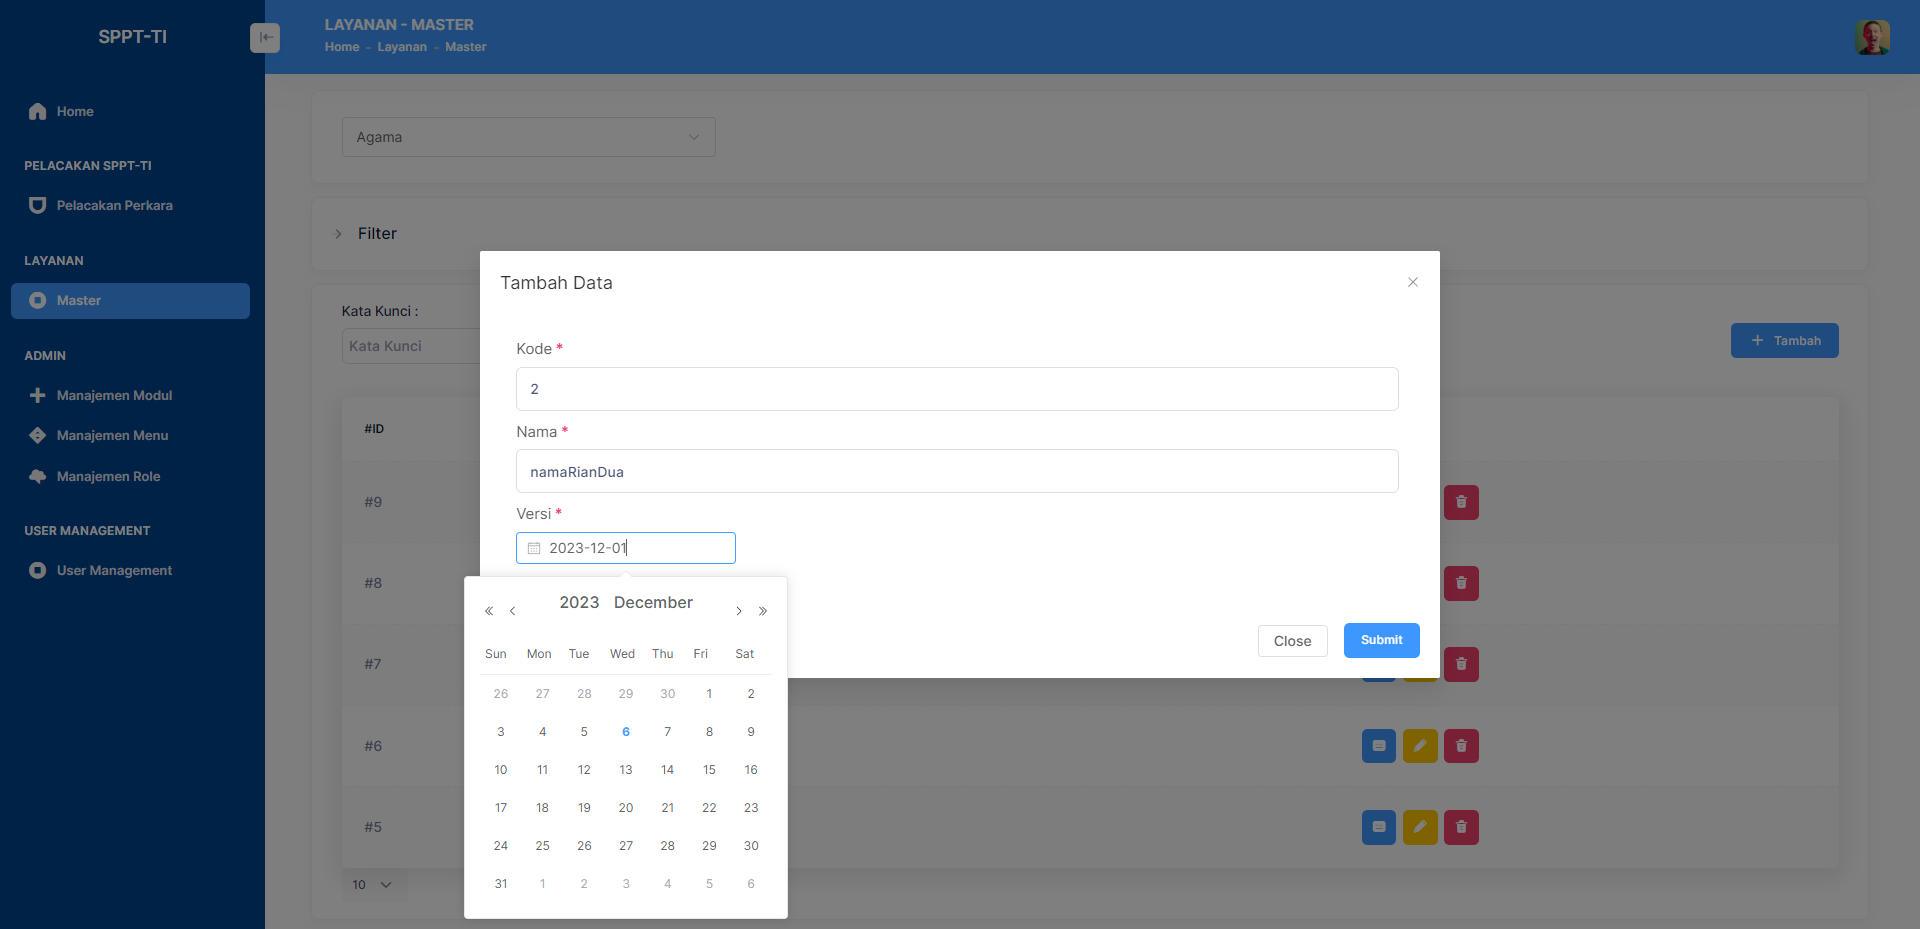 SPPT-TI
LAYANAN - MASTER
Home - Layanan - Master
Home
PELACAKAN SPPT-TI
Pelacakan Perkara
LAYANAN
Master
ADMIN
Manajemen Modul
Manajemen Menu
Manajemen Role
USER MANAGEMENT
User Management
Agama
Filter
Kata Kunci :
Kata Kunci
Tambah
#ID
#9
#8
#7
#6
#5
10
Tambah Data
Kode *
2
Nama *
namaRianDua
Versi *
2023-12-01
Close
Submit
2023 December
Sun Mon Tue Wed Thu Fri Sat
26 27 28 29 30 1 2
3 4 5 6 7 8 9
10 11 12 13 14 15 16
17 18 19 20 21 22 23
24 25 26 27 28 29 30
31 1 2 3 4 5 6